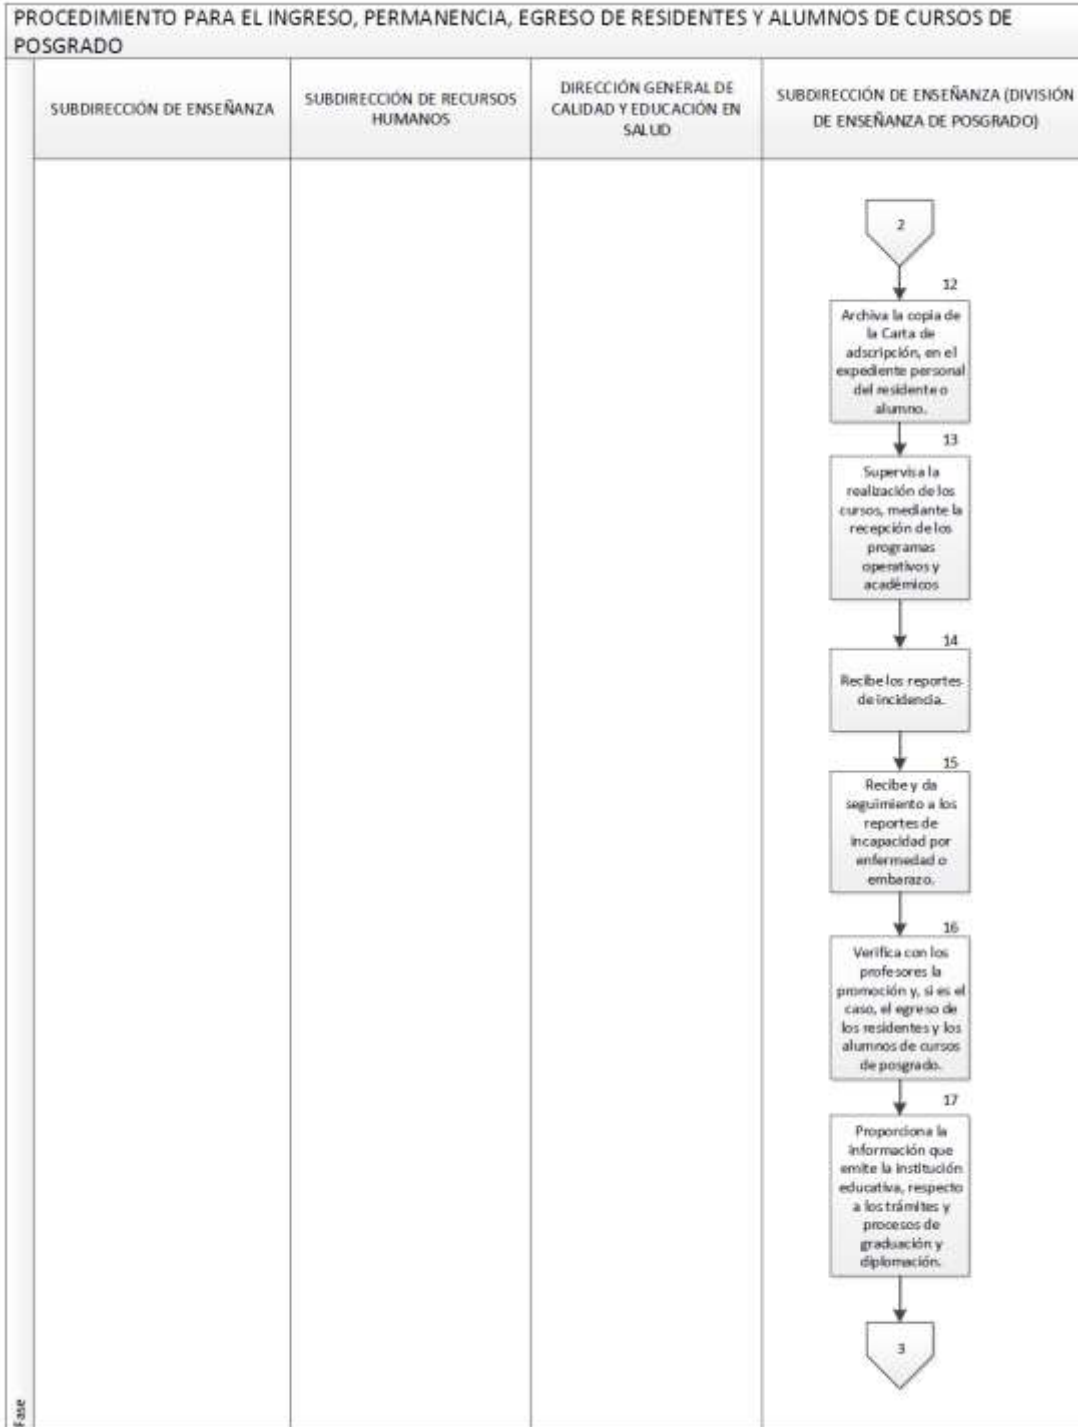 PROCEDIMIENTO PARA EL INGRESO, PERMANENCIA, EGRESO DE RESIDENTES Y ALUMNOS DE CURSOS DE
POSGRADO
SUBDIRECCIÓN DE ENSEÑANZA
SUBDIRECCIÓN DE RECURSOS
HUMANOS
DIRECCIÓN GENERAL DE
CALIDAD Y EDUCACIÓN EN
SALUD
SUBDIRECCIÓN DE ENSEÑANZA (DIVISIÓN
DE ENSEÑANZA DE POSGRADO)
2
12
Archiva la copia de
la Carta de
adscripción, en el
expediente personal
del residente o
alumno.
13
Supervisa la
realización de los
cursos, mediante la
recepción de los
programas
operativos y
académicos
14
Recibe los reportes
de incidencia.
15
Recibe y da
seguimiento a los
reportes de
incapacidad por
enfermedad o
embarazo.
16
Verifica con los
profesores la
promoción y, si es el
caso, el egreso de
los residentes y los
alumnos de cursos
de posgrado.
17
Proporciona la
información que
emite la institución
educativa, respecto
a los trámites y
procesos de
graduación y
diplomación.
3
Fase